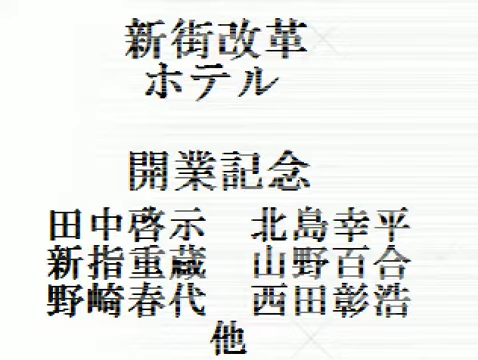 新街改革
ホテル
開業記念
田中啓示　北島幸平
新指重蔵　山野百合
野崎春代　西田彰浩
他